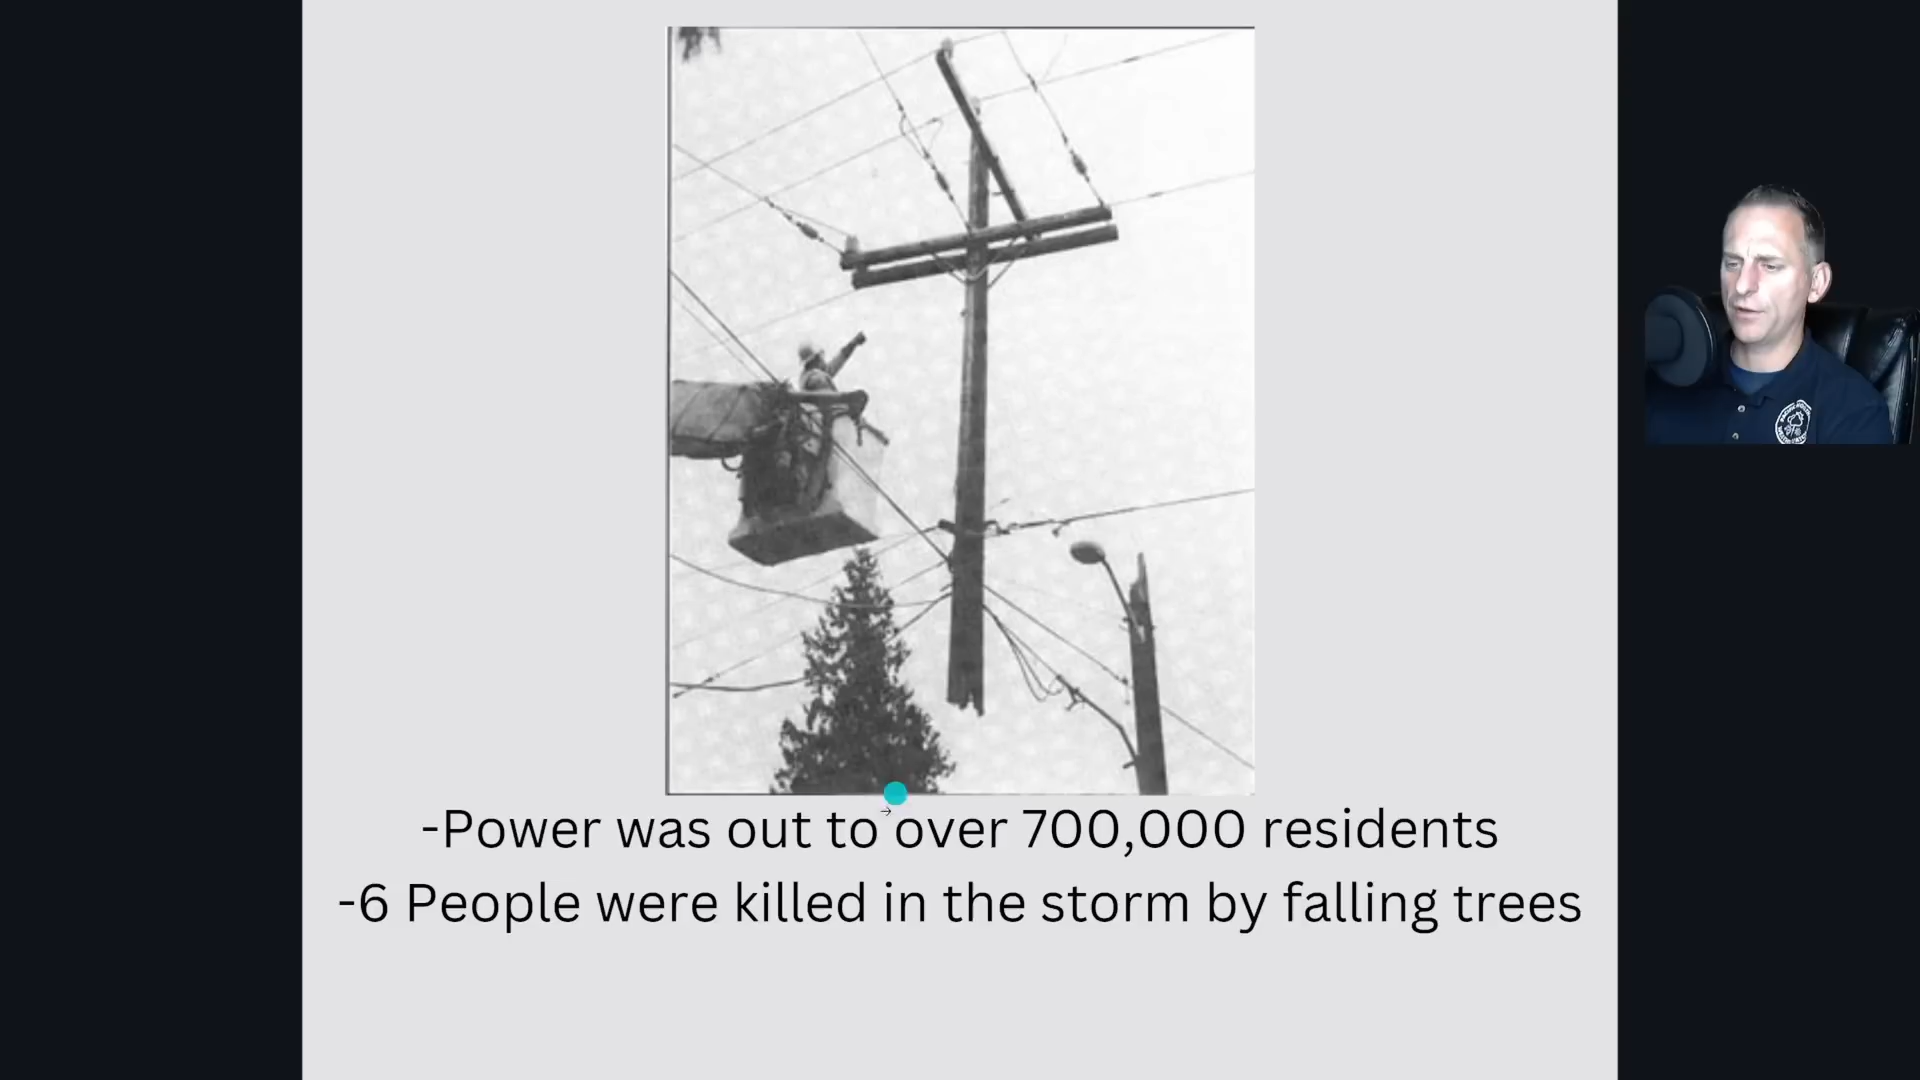 -Power was out to over 700,000 residents
-6 People were killed in the storm by falling trees